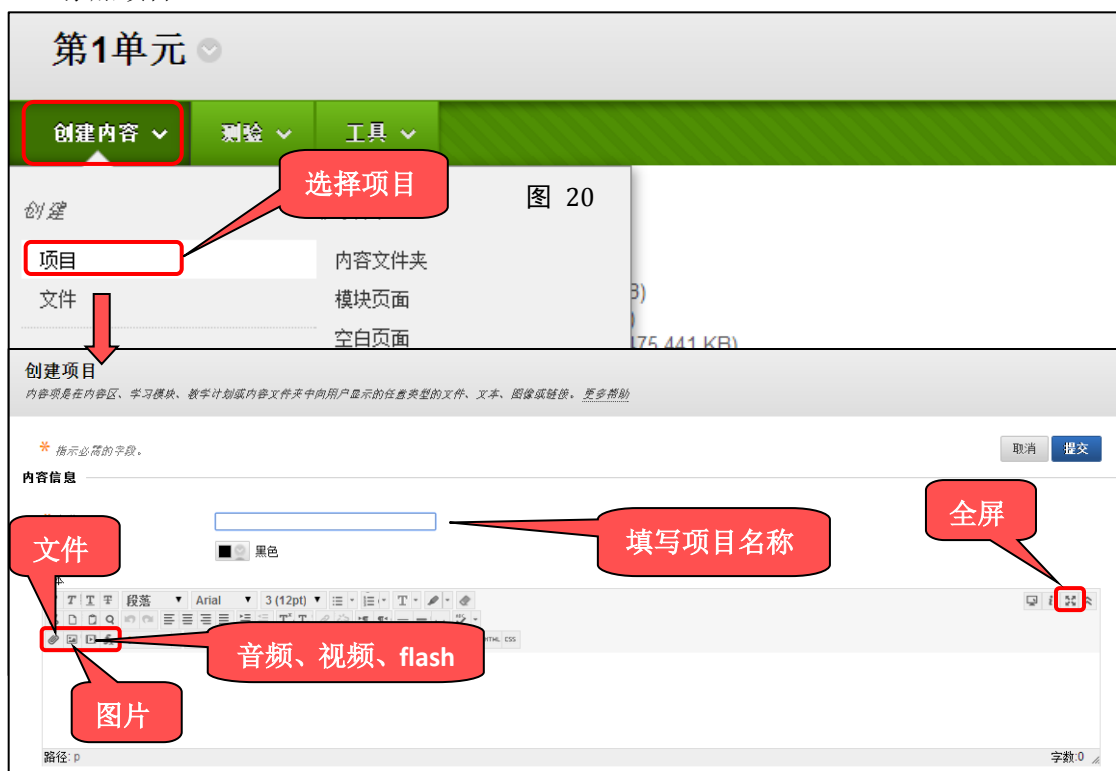 第1单元
创建内容 测验 工具
选择项目
图 20
创建
项目 内容文件夹
文件 模块页面
空白页面
475.441 KB)
创建项目
内容项是在内容区、学习模块、教学计划或内容文件夹中向用户显示的任意类型的文件、文本、图像或链接。更多帮助
* 指示必需的字段。
取消 提交
内容信息
全屏
文件
填写项目名称
黑色
段落 Arial 3 (12pt)
HTML CSS
音频、视频、flash
图片
路径: p 字数:0